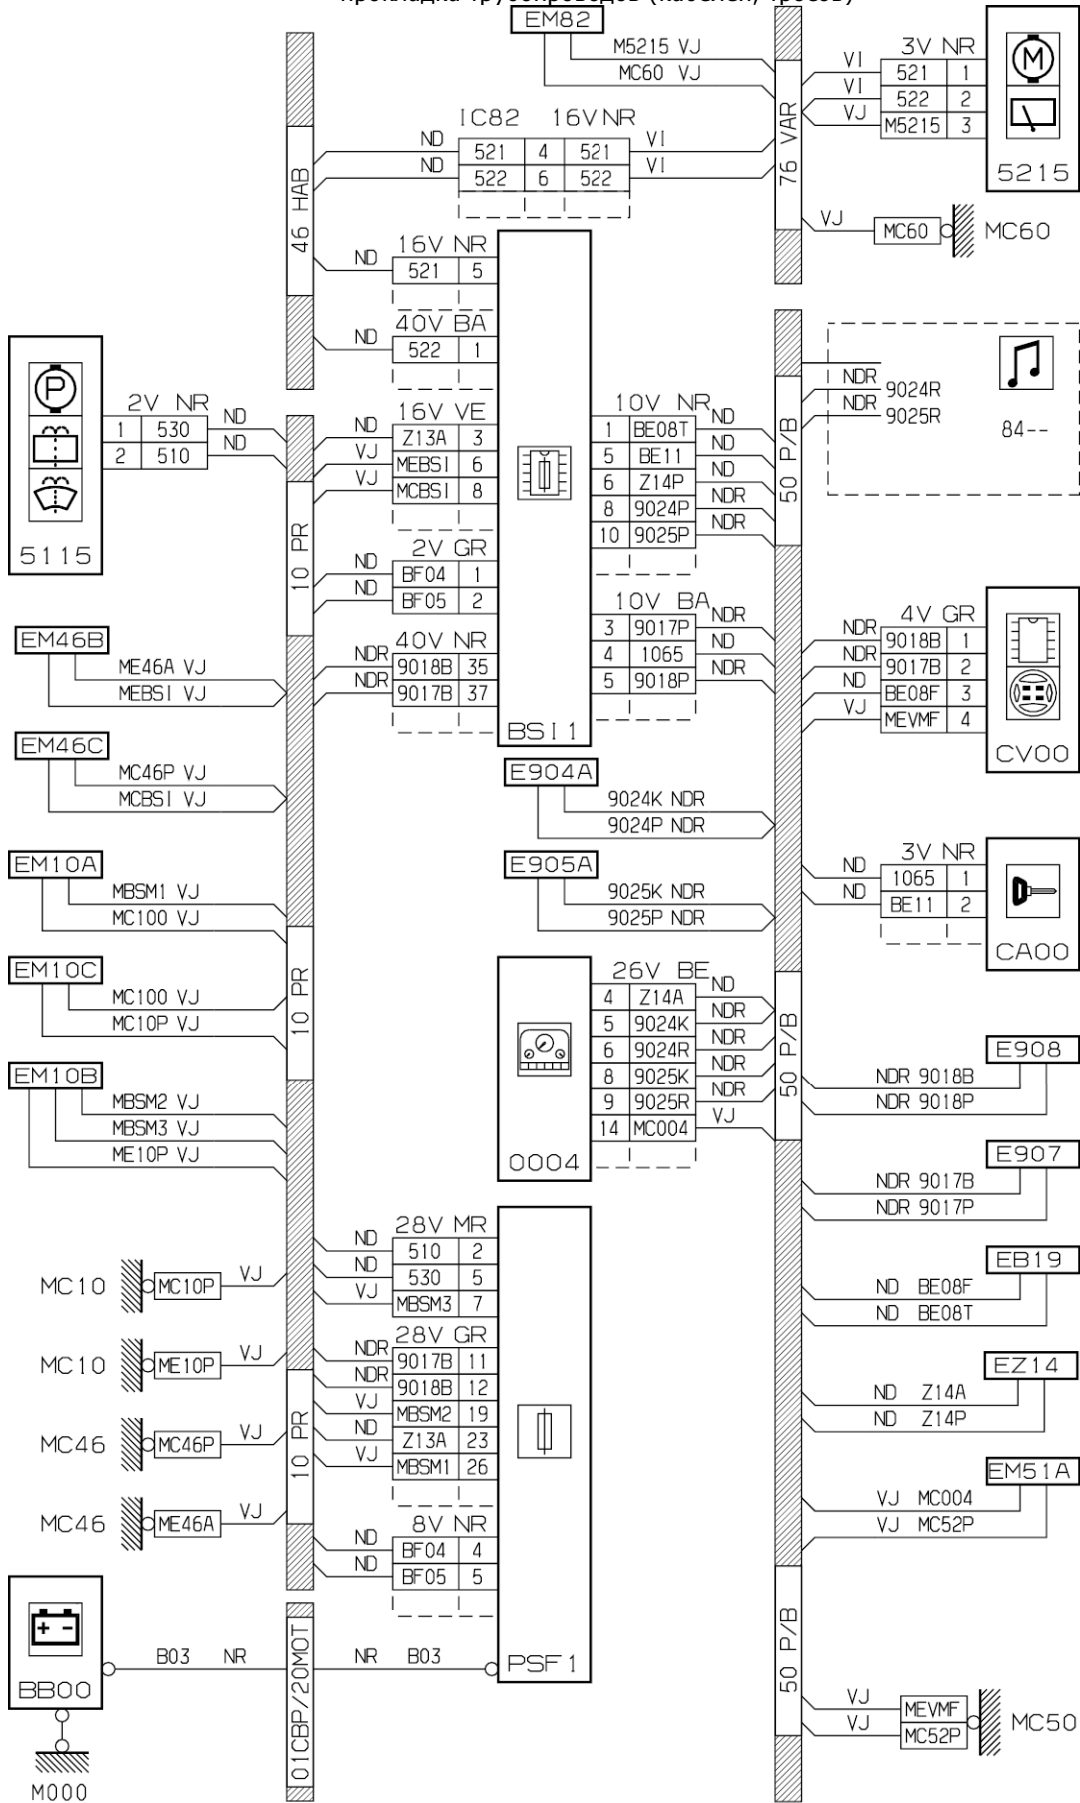 прокладка трубопроводов (кабелей, тросов)
EM82
M5215 VJ
MC60 VJ
76 VAR
3V NR
VI 521 1
VI 522 2
VJ M5215 3
M
5215
VJ MC60 MC60
IC82 16V NR
ND 521 4 521 VI
ND 522 6 522 VI
46 HAB
16V NR
ND 521 5
40V BA
ND 522 1
P
5115
2V NR
1 530 ND
2 510 ND
10 PR
16V VE
ND Z13A 3
VJ MEBSI 6
VJ MCBSI 8
2V GR
ND BF04 1
ND BF05 2
40V NR
NDR 9018B 35
NDR 9017B 37
BSI1
10V NR
1 BE08T ND
5 BE11 ND
6 Z14P ND
8 9024P NDR
10 9025P NDR
10V BA
3 9017P NDR
4 1065 ND
5 9018P NDR
50 P/B
NDR 9024R
NDR 9025R
84--
4V GR
NDR 9018B 1
NDR 9017B 2
ND BE08F 3
VJ MEVMF 4
CV00
EM46B
ME46A VJ
MEBSI VJ
EM46C
MC46P VJ
MCBSI VJ
E904A
9024K NDR
9024P NDR
E905A
9025K NDR
9025P NDR
3V NR
ND 1065 1
ND BE11 2
CA00
EM10A
MBSM1 VJ
MC100 VJ
EM10C
MC100 VJ
MC10P VJ
10 PR
EM10B
MBSM2 VJ
MBSM3 VJ
ME10P VJ
26V BE
4 Z14A ND
5 9024K NDR
6 9024R NDR
8 9025K NDR
9 9025R NDR
14 MC004 VJ
0004
50 P/B
E908
NDR 9018B
NDR 9018P
E907
NDR 9017B
NDR 9017P
EB19
ND BE08F
ND BE08T
EZ14
ND Z14A
ND Z14P
EM51A
VJ MC004
VJ MC52P
28V MR
ND 510 2
ND 530 5
VJ MBSM3 7
28V GR
NDR 9017B 11
NDR 9018B 12
VJ MBSM2 19
ND Z13A 23
VJ MBSM1 26
8V NR
ND BF04 4
ND BF05 5
PSF1
MC10 MC10P VJ
MC10 ME10P VJ
MC46 MC46P VJ
MC46 ME46A VJ
10 PR
+ -
BB00
B03 NR
01CBP/20MOT
NR B03
M000
50 P/B
VJ MEVMF
VJ MC52P
MC50